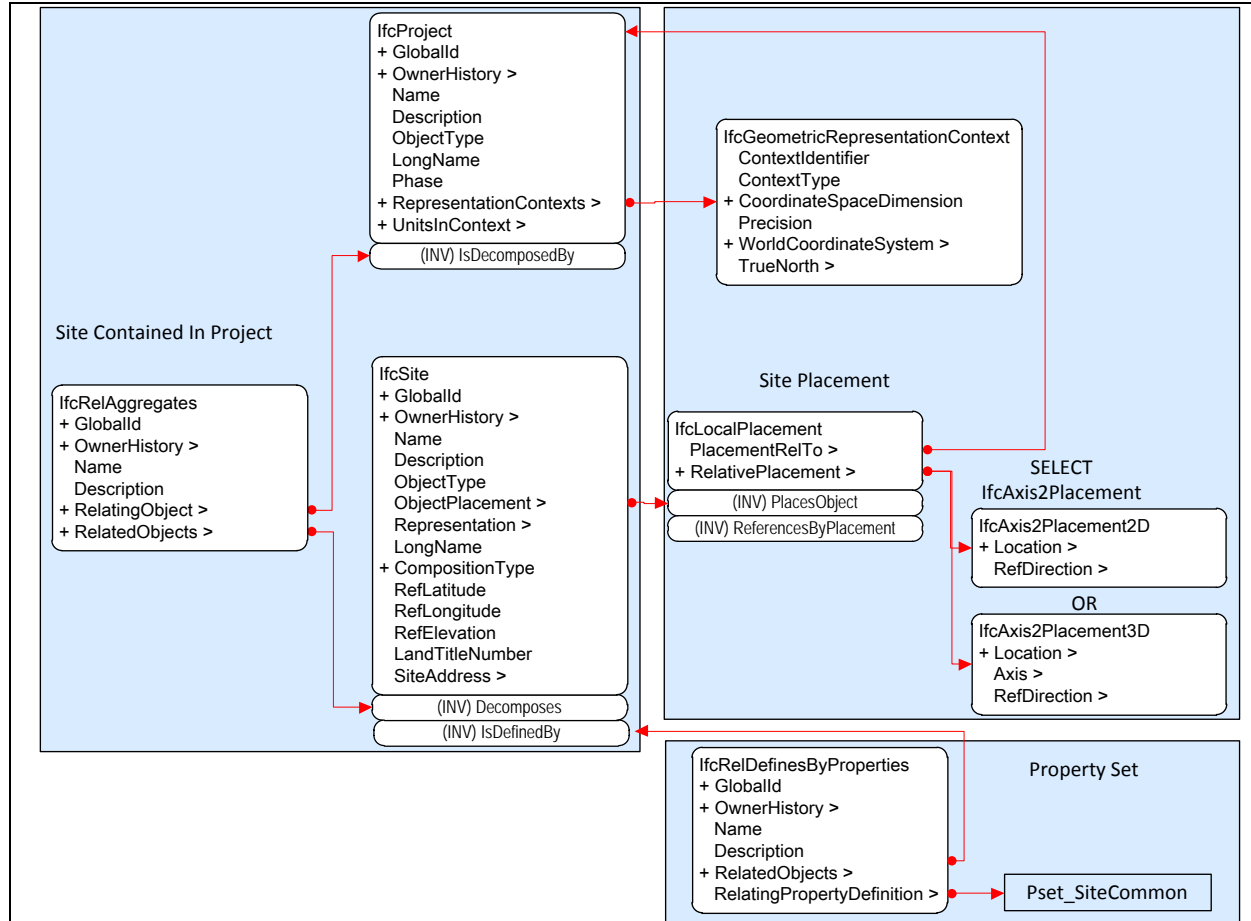 IfcProject
+ GlobalId
+ OwnerHistory >
Name
Description
ObjectType
LongName
Phase
+ RepresentationContexts >
+ UnitsInContext >
(INV) IsDecomposedBy
IfcGeometricRepresentationContext
ContextIdentifier
ContextType
+ CoordinateSpaceDimension
Precision
+ WorldCoordinateSystem >
TrueNorth >
Site Contained In Project
IfcRelAggregates
+ GlobalId
+ OwnerHistory >
Name
Description
+ RelatingObject >
+ RelatedObjects >
IfcSite
+ GlobalId
+ OwnerHistory >
Name
Description
ObjectType
ObjectPlacement >
Representation >
LongName
+ CompositionType
RefLatitude
RefLongitude
RefElevation
LandTitleNumber
SiteAddress >
(INV) Decomposes
(INV) IsDefinedBy
Site Placement
IfcLocalPlacement
PlacementRelTo >
+ RelativePlacement >
(INV) PlacesObject
(INV) ReferencesByPlacement
SELECT
IfcAxis2Placement
IfcAxis2Placement2D
+ Location >
RefDirection >
OR
IfcAxis2Placement3D
+ Location >
Axis >
RefDirection >
IfcRelDefinesByProperties
+ GlobalId
+ OwnerHistory >
Name
Description
+ RelatedObjects >
RelatingPropertyDefinition >
Property Set
Pset_SiteCommon